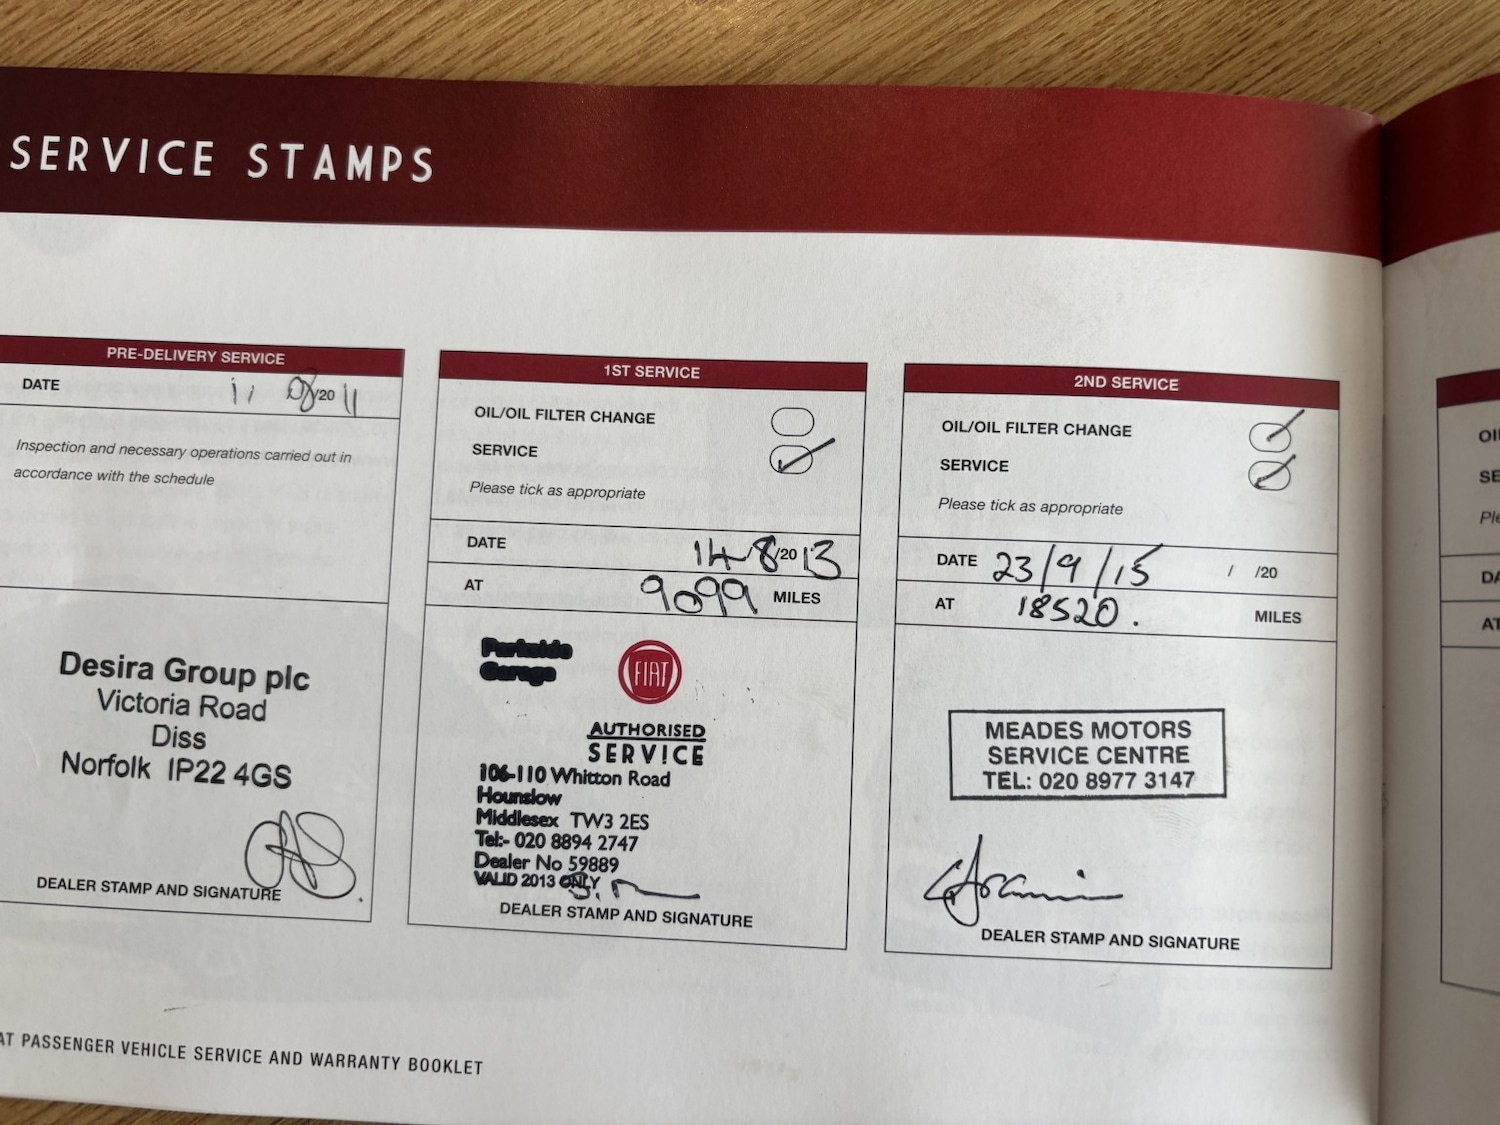 SERVICE STAMPS
PRE-DELIVERY SERVICE
DATE 11 08/20 11
Inspection and necessary operations carried out in
accordance with the schedule
Desira Group plc
Victoria Road
Diss
Norfolk IP22 4GS
DEALER STAMP AND SIGNATURE
1ST SERVICE
OIL/OIL FILTER CHANGE
SERVICE
Please tick as appropriate
DATE 14/8/20 13
AT 9099 MILES
Parkside
Garage
FIAT
AUTHORISED
SERVICE
106-110 Whitton Road
Hounslow
Middlesex TW3 2ES
Tel:- 020 8894 2747
Dealer No 59889
VALID 2013 ONLY
DEALER STAMP AND SIGNATURE
2ND SERVICE
OIL/OIL FILTER CHANGE
SERVICE
Please tick as appropriate
DATE 23/9/15 / /20
AT 18520. MILES
MEADES MOTORS
SERVICE CENTRE
TEL: 020 8977 3147
DEALER STAMP AND SIGNATURE
AT PASSENGER VEHICLE SERVICE AND WARRANTY BOOKLET
OI
SE
Ple
DA
AT